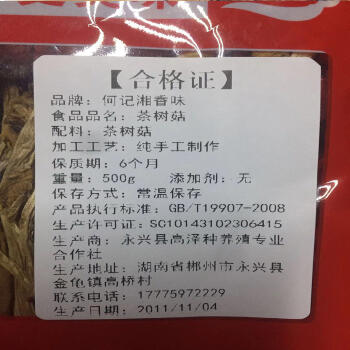 【合格证】
品牌：何记湘香味
食品品名：茶树菇
配料：茶树菇
加工工艺：纯手工制作
保质期：6个月
重量：500g 添加剂：无
保存方式：常温保存
产品执行标准：GB/T19907-2008
生产许可证：SC10143102306415
生产商：永兴县高泽种养殖专业
合作社
生产地址：湖南省郴州市永兴县
金龟镇高桥村
联系电话：17775972229
生产日期：2011/11/04